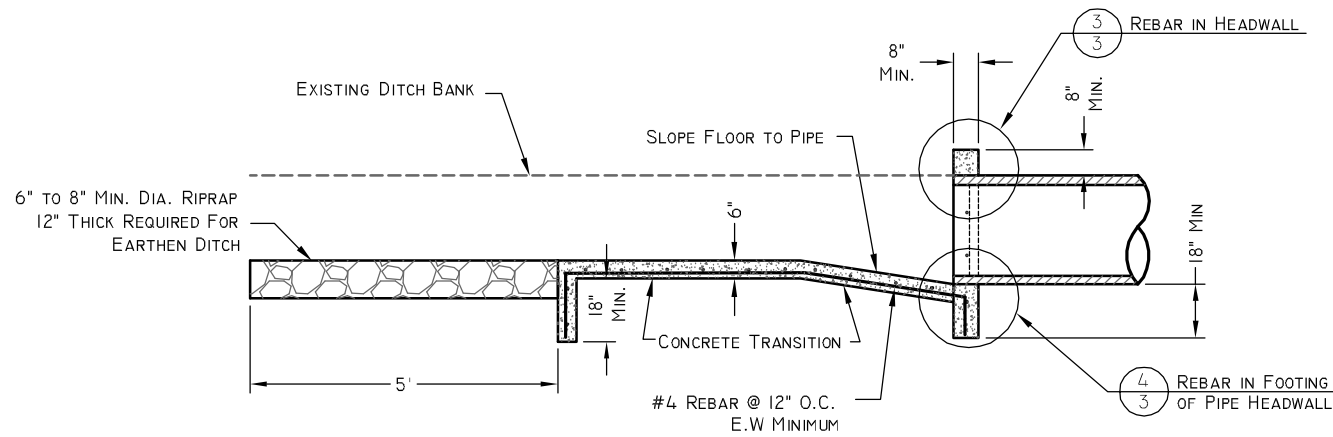 3
3
REBAR IN HEADWALL
8"
MIN.
8"
MIN.
EXISTING DITCH BANK
SLOPE FLOOR TO PIPE
6" TO 8" MIN. DIA. RIPRAP
12" THICK REQUIRED FOR
EARTHEN DITCH
6"
18" MIN
18"
MIN.
CONCRETE TRANSITION
5'
#4 REBAR @ 12" O.C.
E.W MINIMUM
4
3
REBAR IN FOOTING
OF PIPE HEADWALL